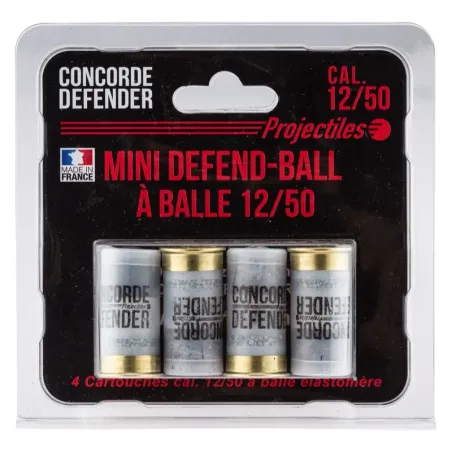 CONCORDE
DEFENDER
CAL.
12/50
Projectiles
MADE IN
FRANCE
MINI DEFEND-BALL
À BALLE 12/50
CONCORDE
Projectiles
DEFENDER
CONCORDE
DEFENDER
CONCORDE
DEFENDER
CONCORDE
DEFENDER
4 Cartouches cal. 12/50 à balle élastomère